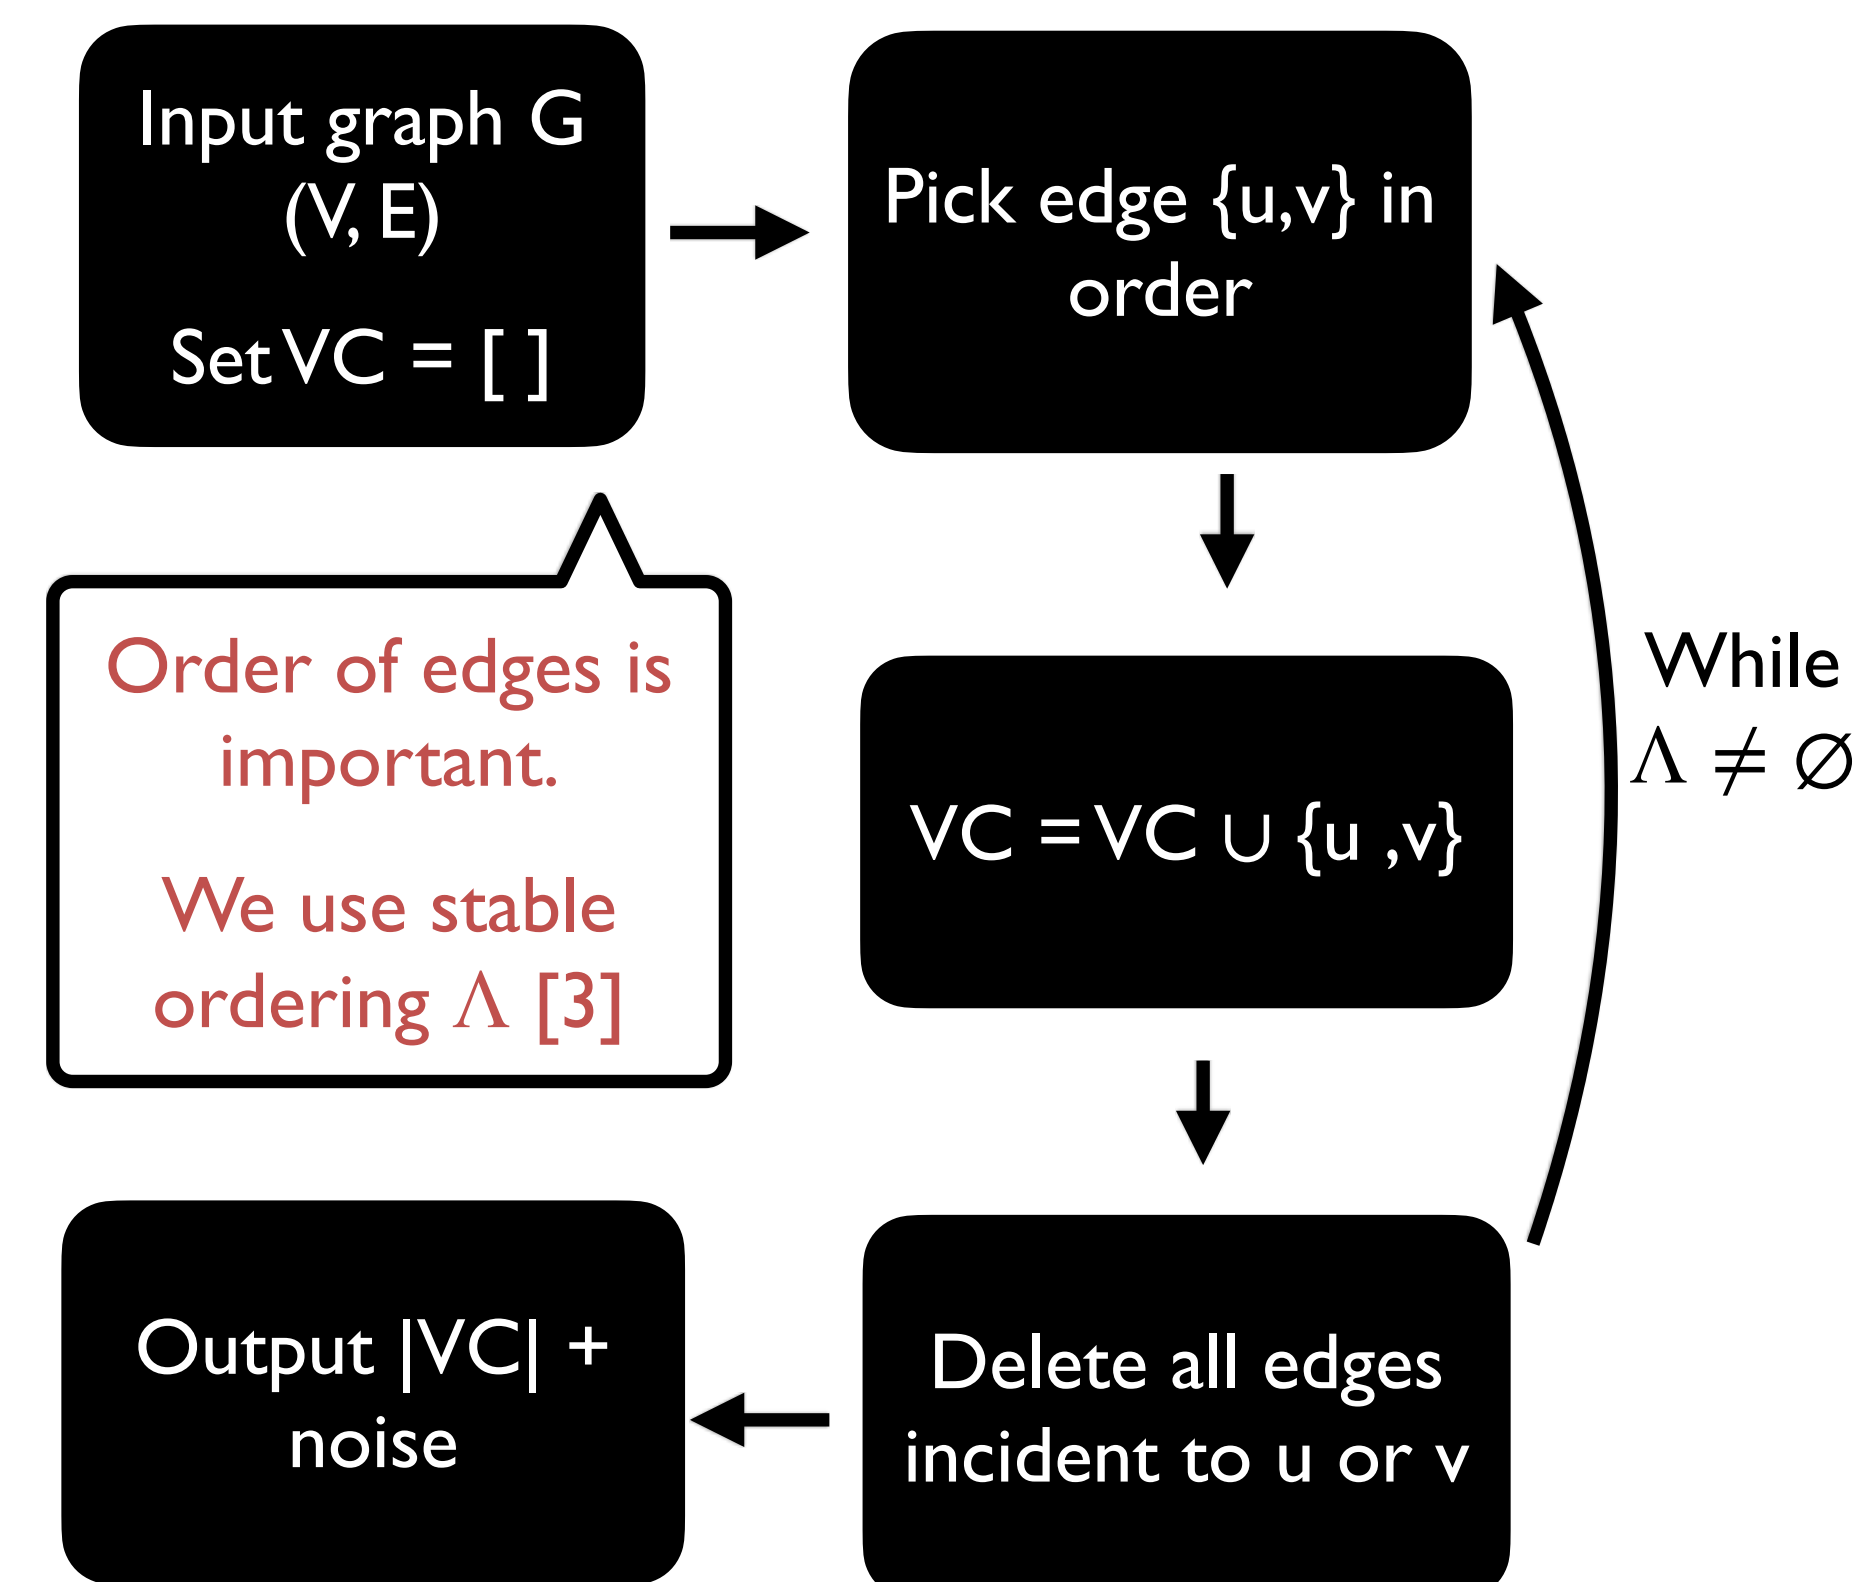 Input graph G
(V, E)
Set VC = [ ]
Pick edge {u,v} in
order
Order of edges is
important.
We use stable
ordering Λ [3]
VC = VC ∪ {u ,v}
While
Λ ≠ ∅
Delete all edges
incident to u or v
Output |VC| +
noise